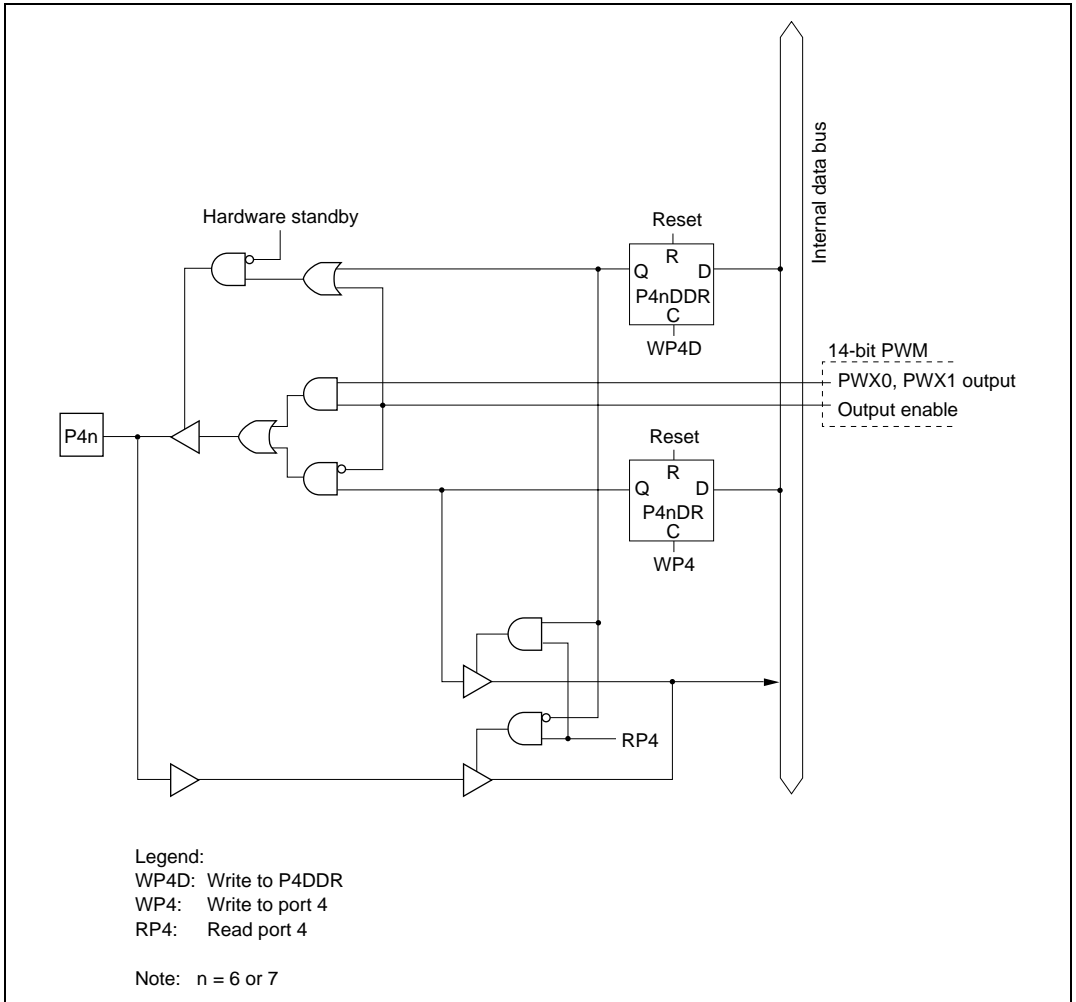 Hardware standby
Reset
R
Q D
P4nDDR
C
WP4D
Internal data bus
14-bit PWM
PWX0, PWX1 output
Output enable
P4n
Reset
R
Q D
P4nDR
C
WP4
RP4
Legend:
WP4D: Write to P4DDR
WP4: Write to port 4
RP4: Read port 4
Note: n = 6 or 7